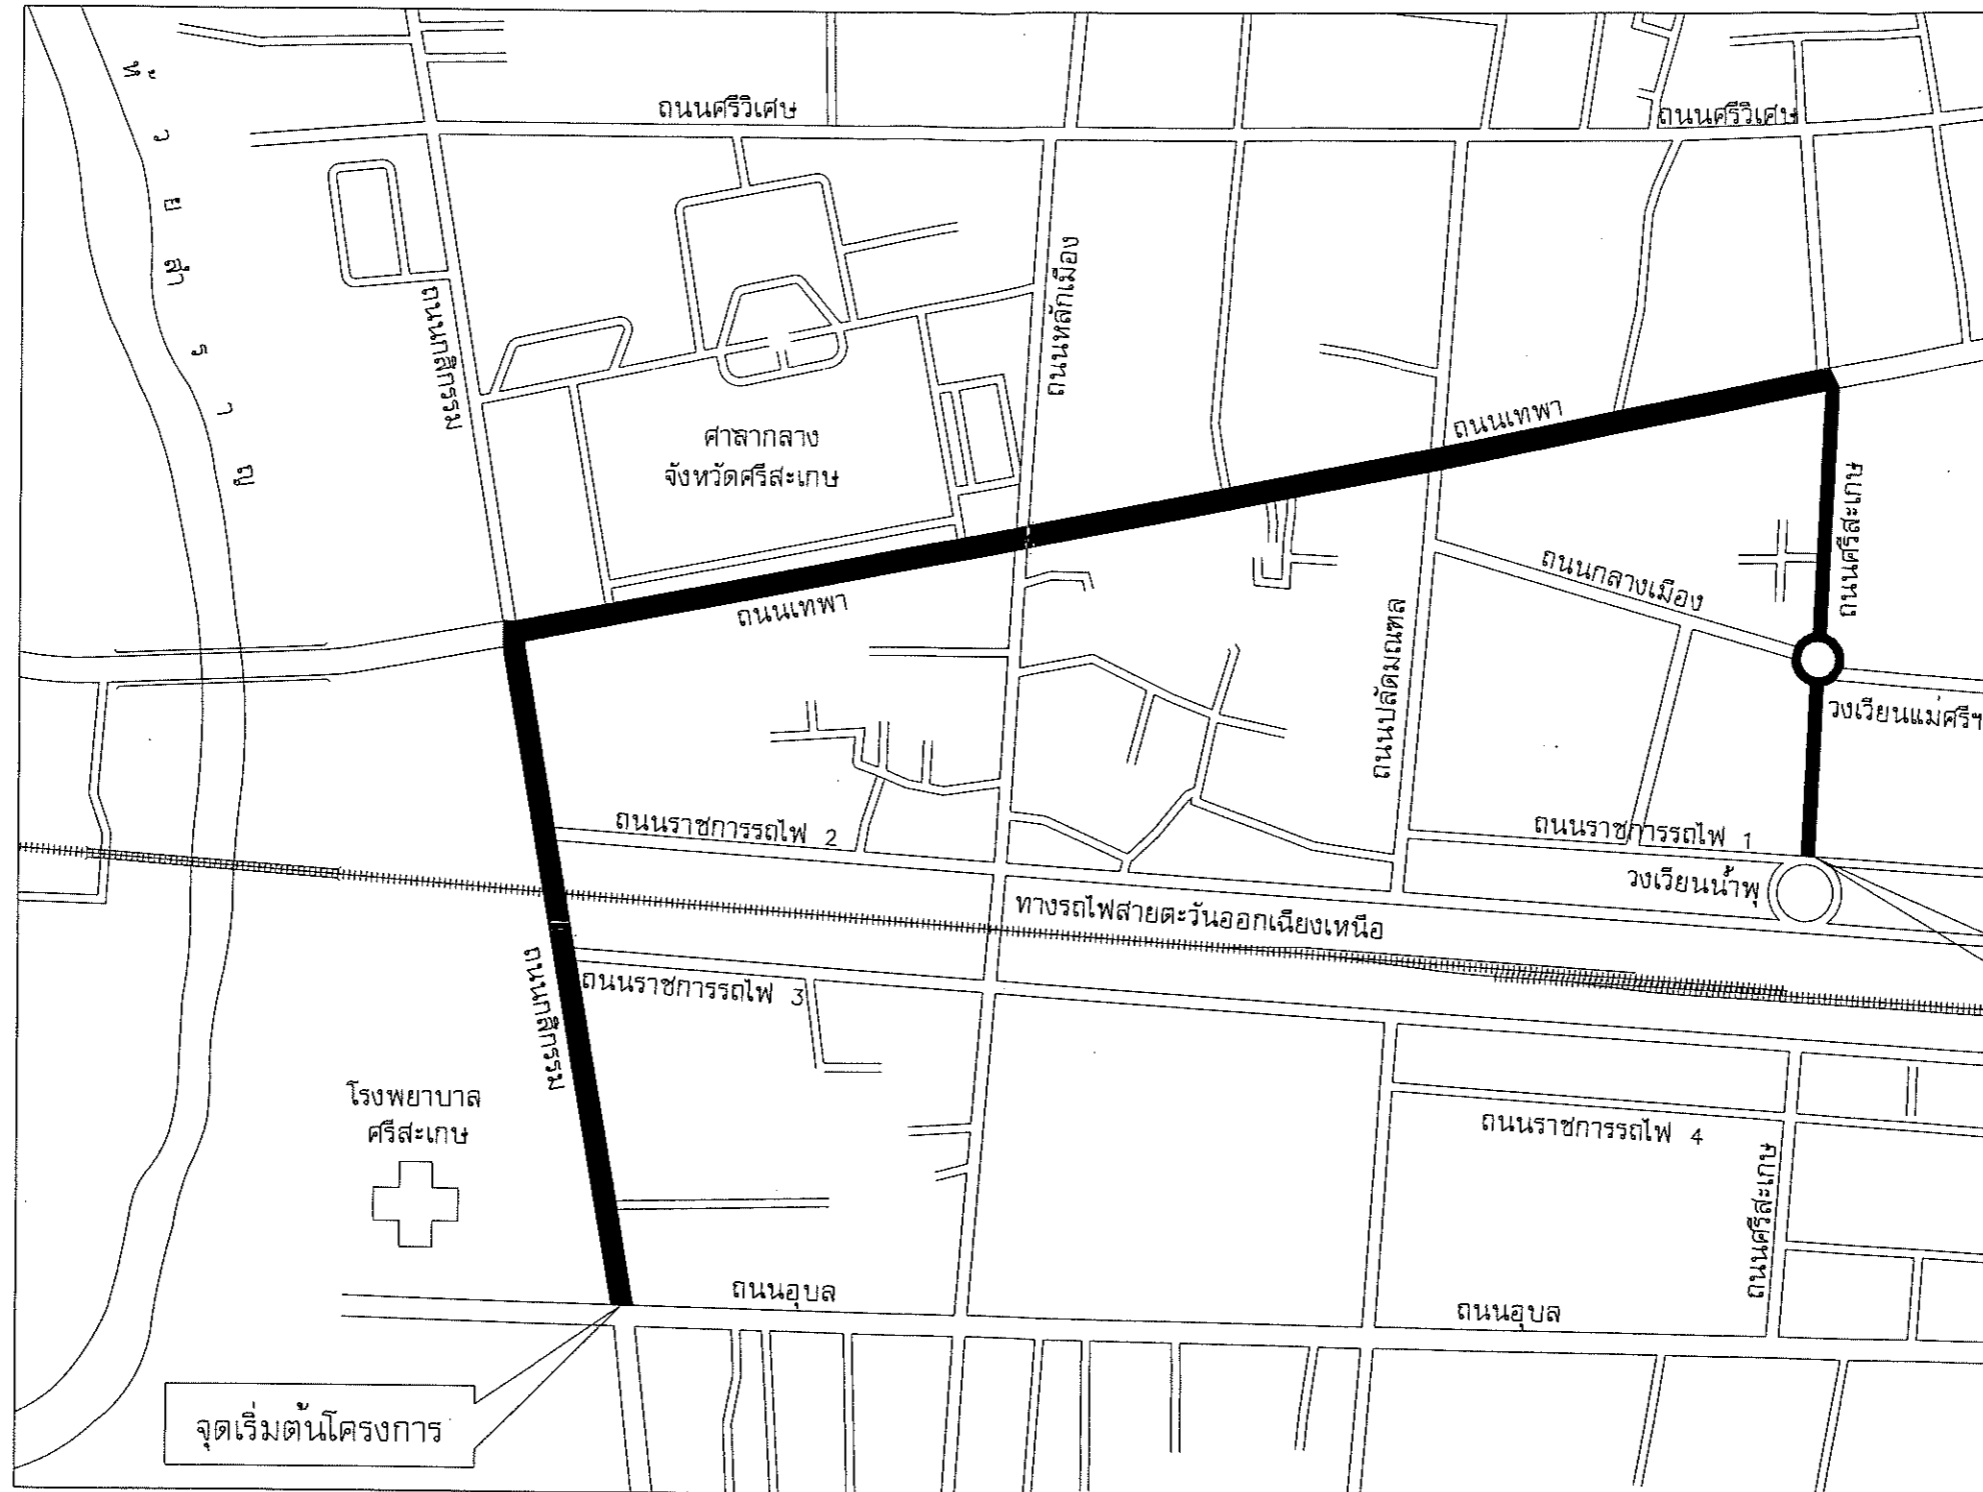 ห้วยสำราญ
ถนนศรีวิเศษ
ถนนศรีวิเศษ
ถนนกสิกรรม
ถนนหลักเมือง
ศาลากลาง
จังหวัดศรีสะเกษ
ถนนเทพา
ถนนเทพา
ถนนศรีสะเกษ
ถนนกลางเมือง
ถนนปลัดมณฑล
วงเวียนแม่ศรีฯ
ถนนราชการรถไฟ 2
ถนนราชการรถไฟ 1
วงเวียนน้ำพุ
ทางรถไฟสายตะวันออกเฉียงเหนือ
ถนนราชการรถไฟ 3
ถนนกสิกรรม
โรงพยาบาล
ศรีสะเกษ
ถนนราชการรถไฟ 4
ถนนศรีสะเกษ
ถนนอุบล
ถนนอุบล
จุดเริ่มต้นโครงการ